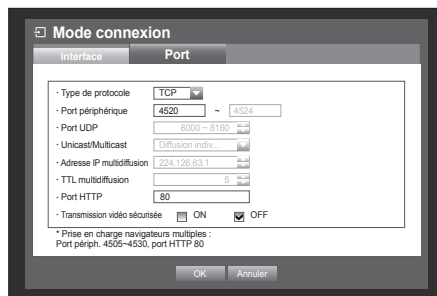 Mode connexion
Interface Port
· Type de protocole TCP
· Port périphérique 4520 ~ 4524
· Port UDP 8000 ~ 8160
· Unicast/Multicast Diffusion indiv...
· Adresse IP multidiffusion 224.126.63.1
· TTL multidiffusion 5
· Port HTTP 80
· Transmission vidéo sécurisée ON OFF
* Prise en charge navigateurs multiples :
Port périph. 4505~4530, port HTTP 80
OK Annuler